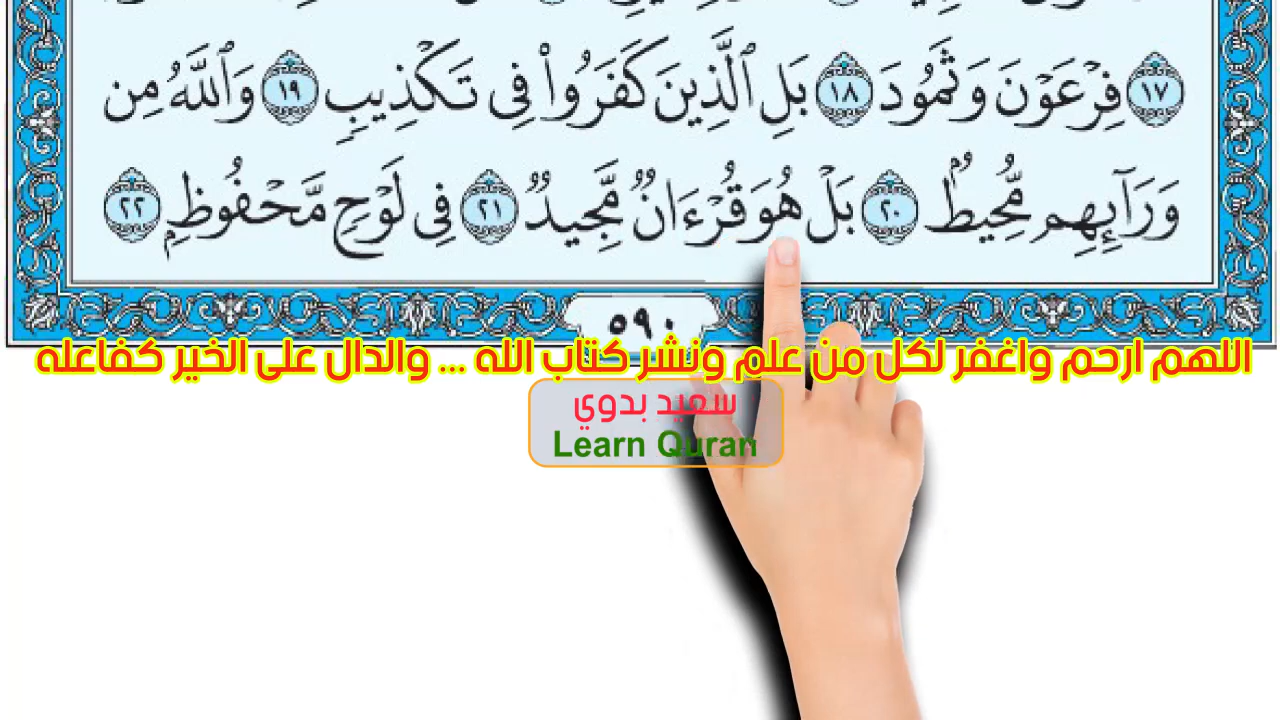 ١٧ فِرْعَوْنَ وَثَمُودَ ١٨ بَلِ ٱلَّذِينَ كَفَرُوا۟ فِى تَكْذِيبٍ ١٩ وَٱللَّهُ مِن
وَرَآئِهِم مُّحِيطٌۢ ٢٠ بَلْ هُوَ قُرْءَانٌ مَّجِيدٌ ٢١ فِى لَوْحٍ مَّحْفُوظٍۭ ٢٢
٥٩٠
اللهم ارحم واغفر لكل من علم ونشر كتاب الله ... والدال على الخير كفاعله
سعيد بدوي
Learn Quran